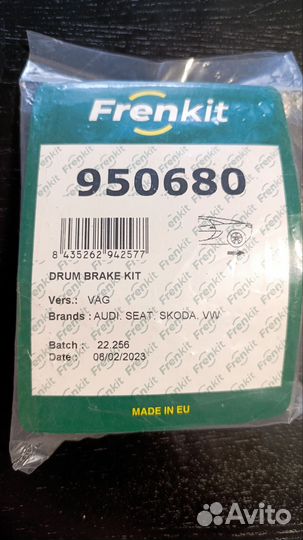 Frenkit
950680
8 435262 942577
DRUM BRAKE KIT
Vers.: VAG
Brands : AUDI. SEAT. SKODA. VW
Batch : 22.256
Date : 08/02/2023
MADE IN EU
Avito